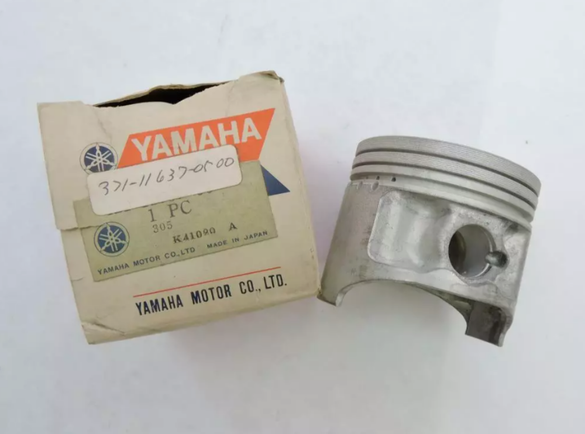 YAMAHA
371-11637-05-00
1 PC
305
K41090 A
YAMAHA MOTOR CO.,LTD MADE IN JAPAN
YAMAHA MOTOR CO., LTD.